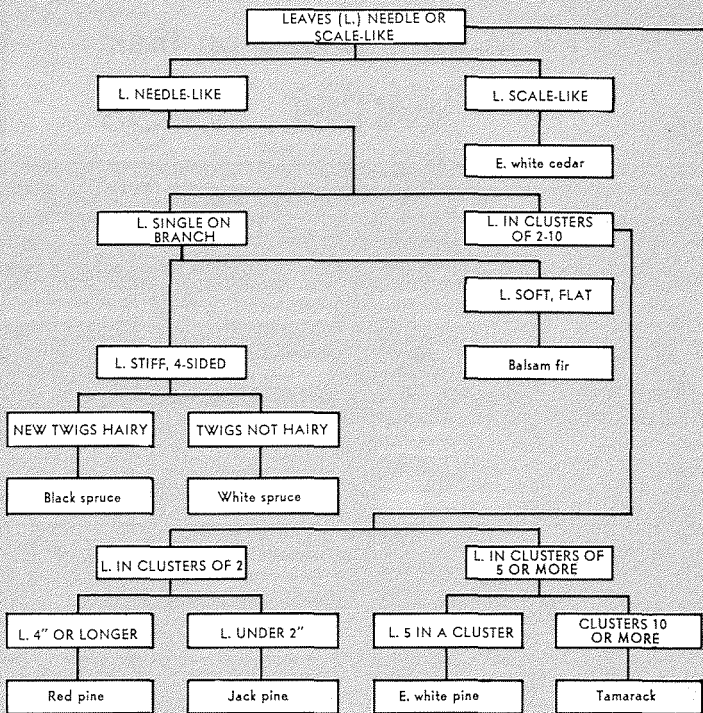 LEAVES (L.) NEEDLE OR
SCALE-LIKE
L. NEEDLE-LIKE
L. SCALE-LIKE
E. white cedar
L. SINGLE ON
BRANCH
L. IN CLUSTERS
OF 2-10
L. SOFT, FLAT
L. STIFF, 4-SIDED
Balsam fir
NEW TWIGS HAIRY
TWIGS NOT HAIRY
Black spruce
White spruce
L. IN CLUSTERS OF 2
L. IN CLUSTERS OF
5 OR MORE
L. 4" OR LONGER
L. UNDER 2"
L. 5 IN A CLUSTER
CLUSTERS 10
OR MORE
Red pine
Jack pine
E. white pine
Tamarack